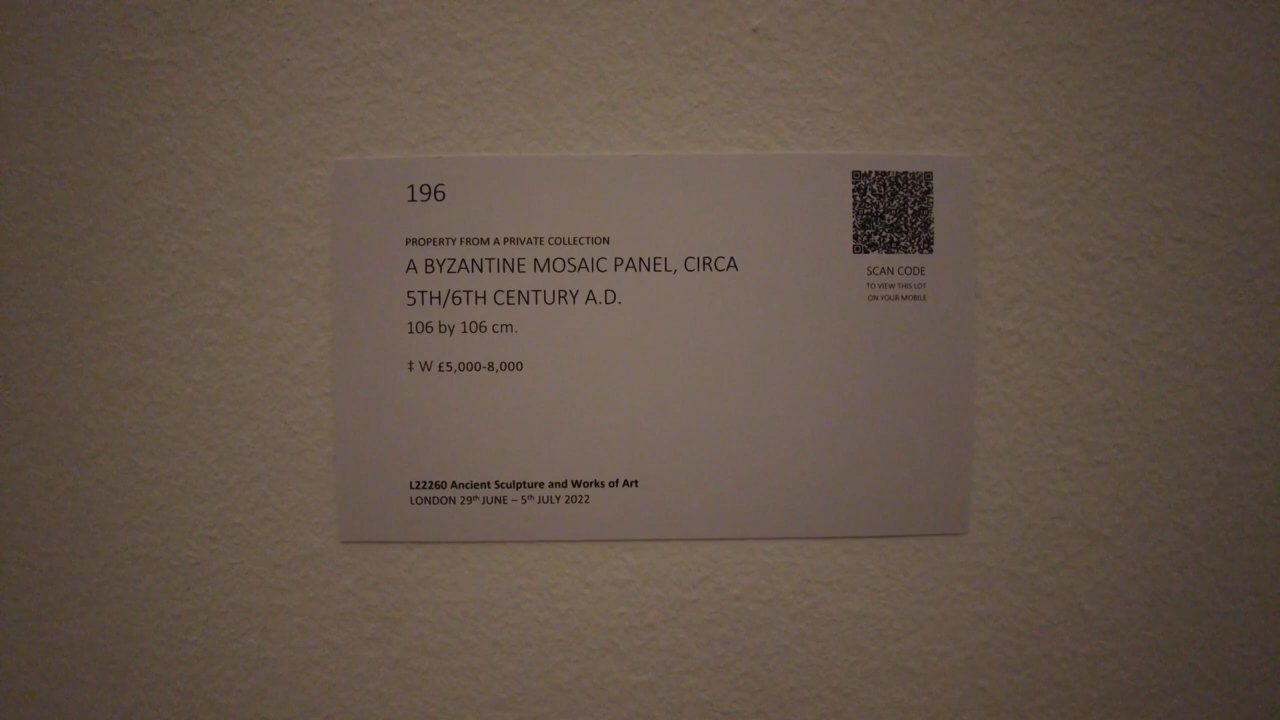 196
PROPERTY FROM A PRIVATE COLLECTION
A BYZANTINE MOSAIC PANEL, CIRCA
5TH/6TH CENTURY A.D.
106 by 106 cm.
‡ W £5,000-8,000
SCAN CODE
TO VIEW THIS LOT
ON YOUR MOBILE
L22260 Ancient Sculpture and Works of Art
LONDON 29th JUNE – 5th JULY 2022